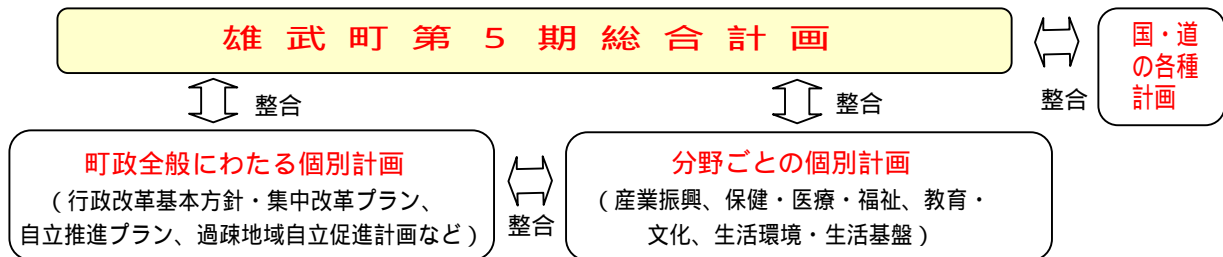 雄武町第５期総合計画
国・道
の各種
計画
整合
整合
整合
町政全般にわたる個別計画
（行政改革基本方針・集中改革プラン、
自立推進プラン、過疎地域自立促進計画など）
整合
分野ごとの個別計画
（産業振興、保健・医療・福祉、教育・
文化、生活環境・生活基盤）